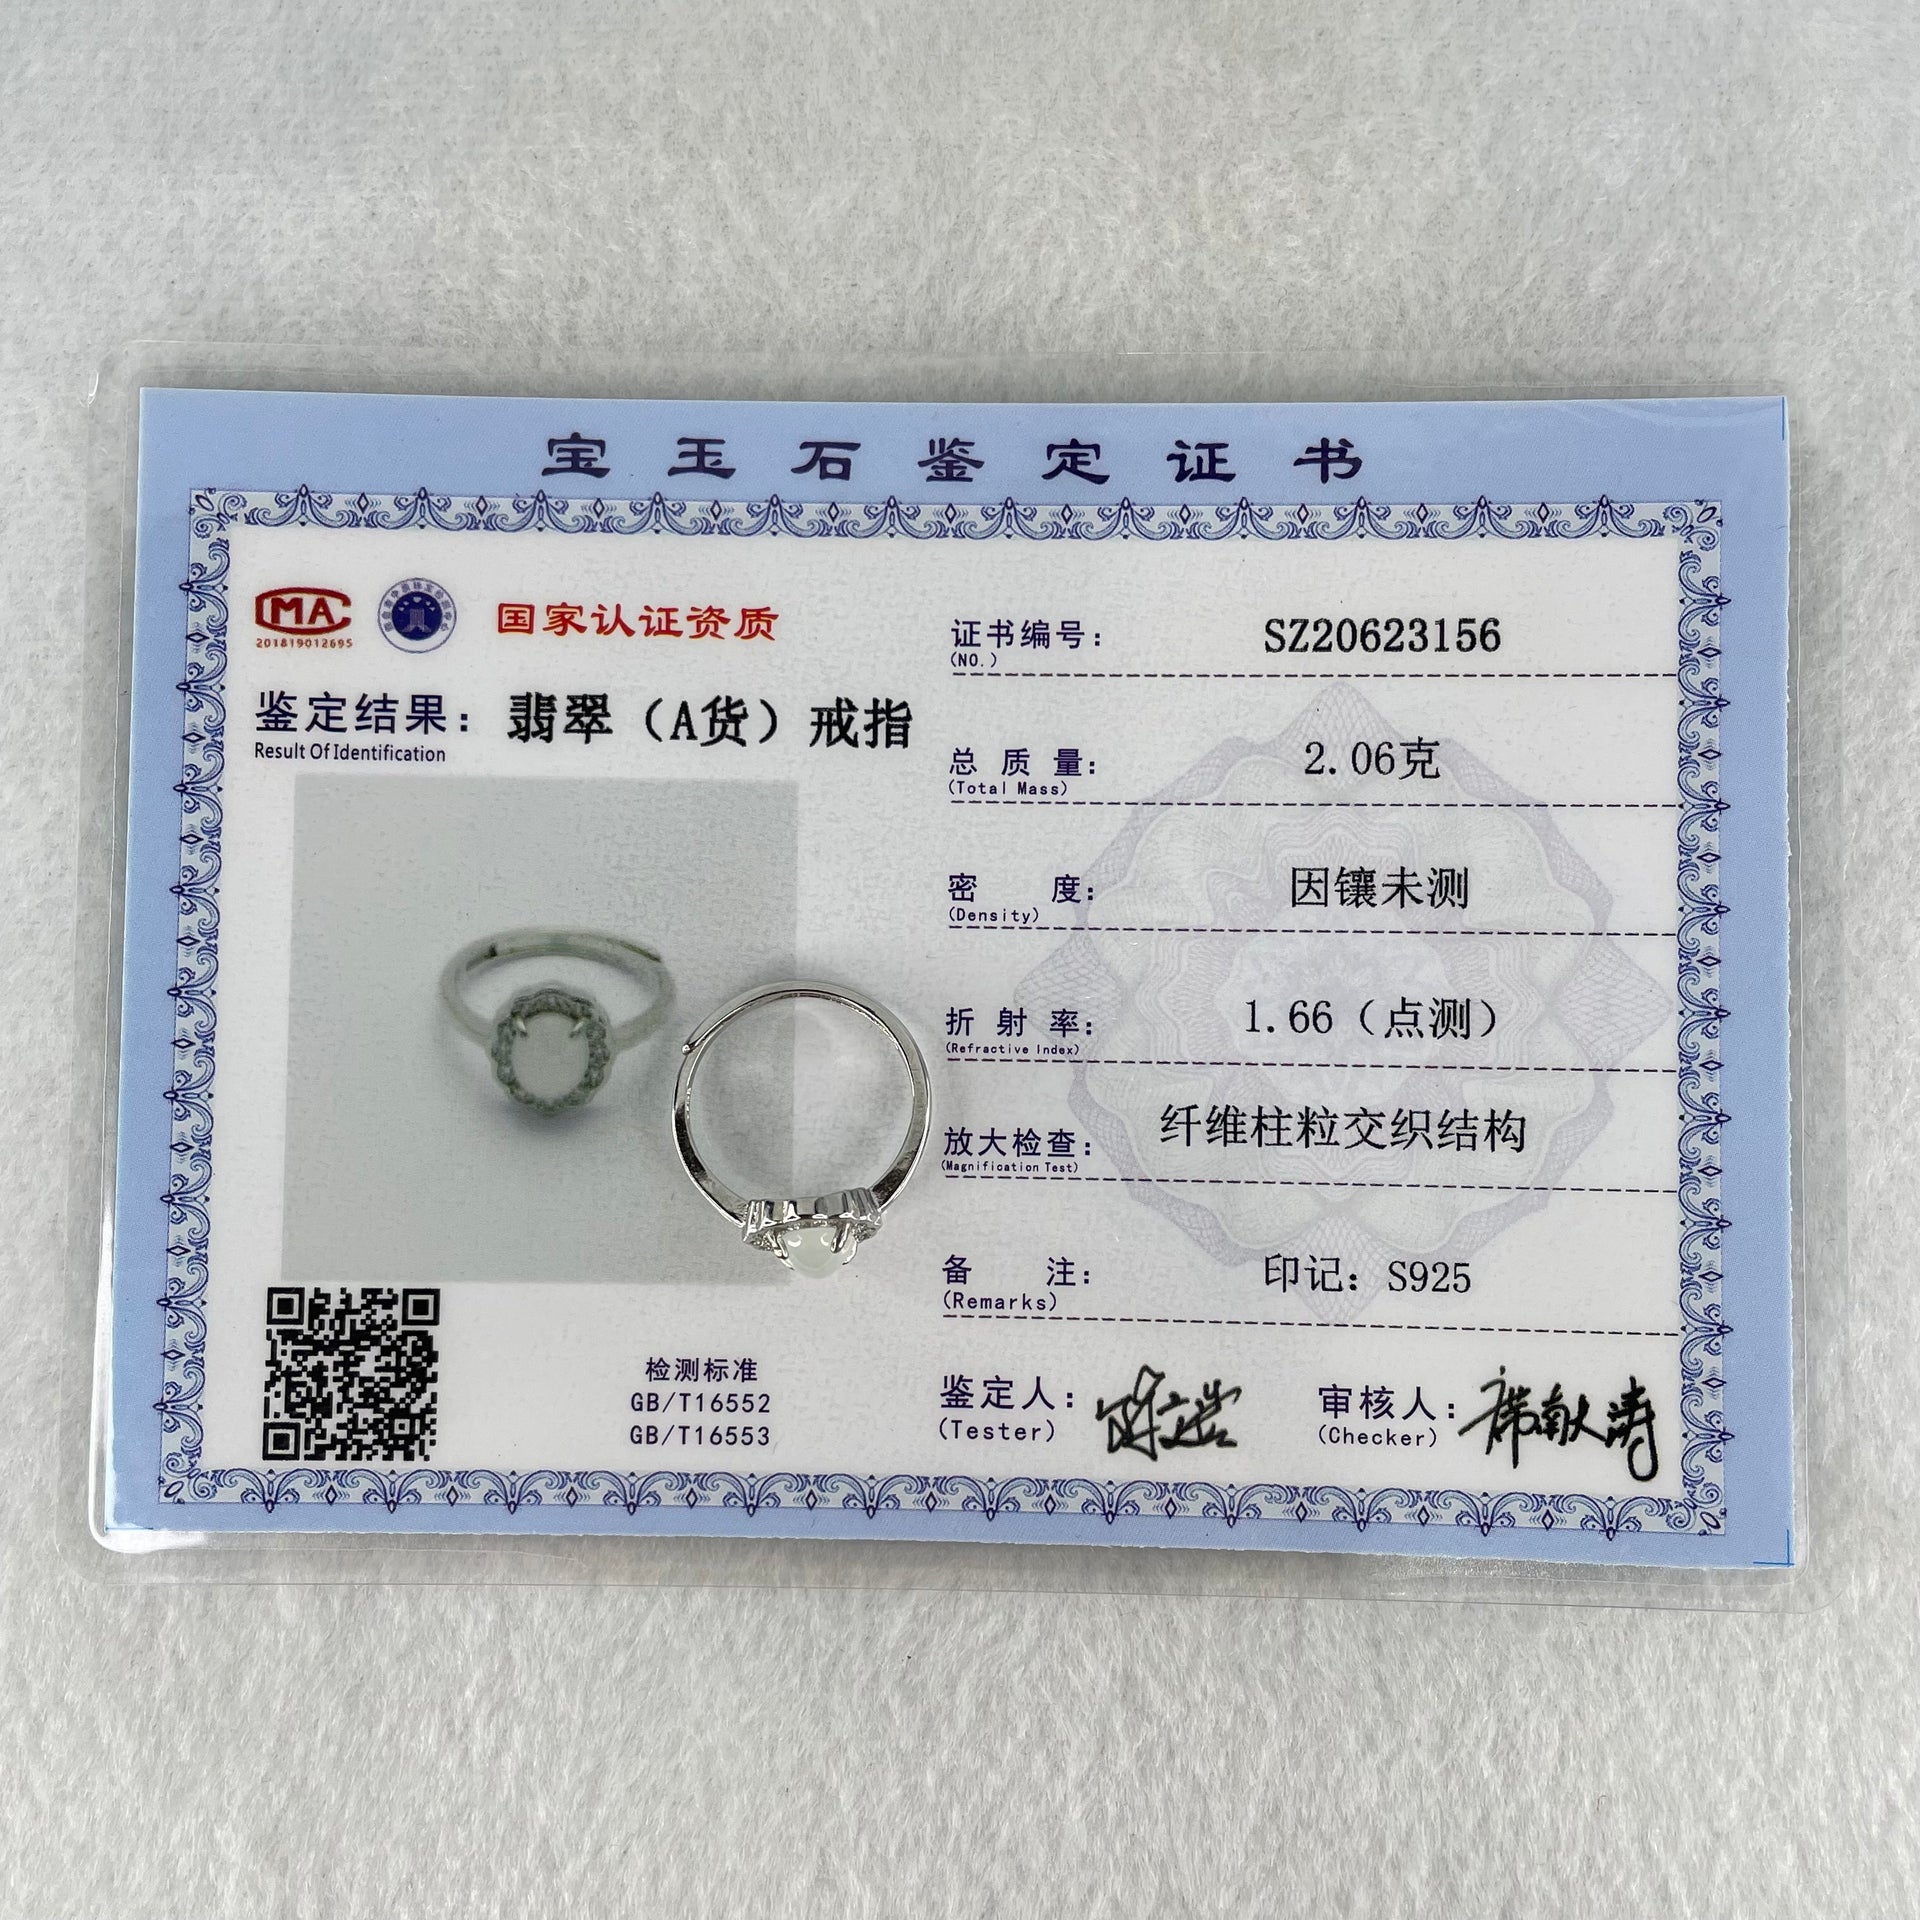 宝玉石鉴定证书
CMA
201819012695
国家认证资质
鉴定结果：翡翠（A货）戒指
Result Of Identification
检测标准
GB/T16552
GB/T16553
证书编号： SZ20623156
(NO.)
总质量： 2.06克
(Total Mass)
密度： 因镶未测
(Density)
折射率： 1.66（点测）
(Refractive Index)
放大检查： 纤维柱粒交织结构
(Magnification Test)
备注： 印记：S925
(Remarks)
鉴定人：
(Tester)
审核人：席献涛
(Checker)